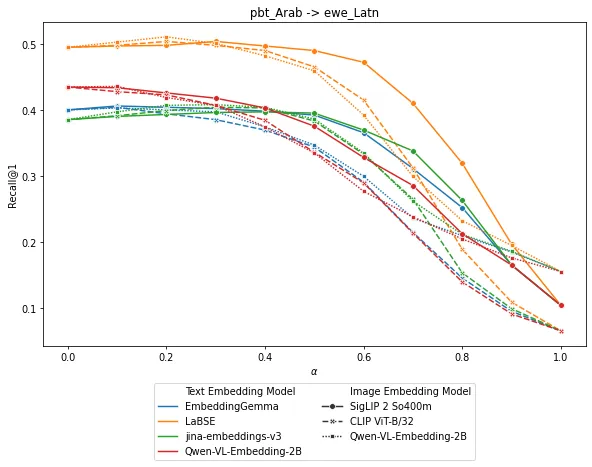 pbt_Arab -> ewe_Latn
Recall@1
0.5
0.4
0.3
0.2
0.1
0.0 0.2 0.4 0.6 0.8 1.0
α
Text Embedding Model
EmbeddingGemma
LaBSE
jina-embeddings-v3
Qwen-VL-Embedding-2B
Image Embedding Model
SigLIP 2 So400m
CLIP ViT-B/32
Qwen-VL-Embedding-2B